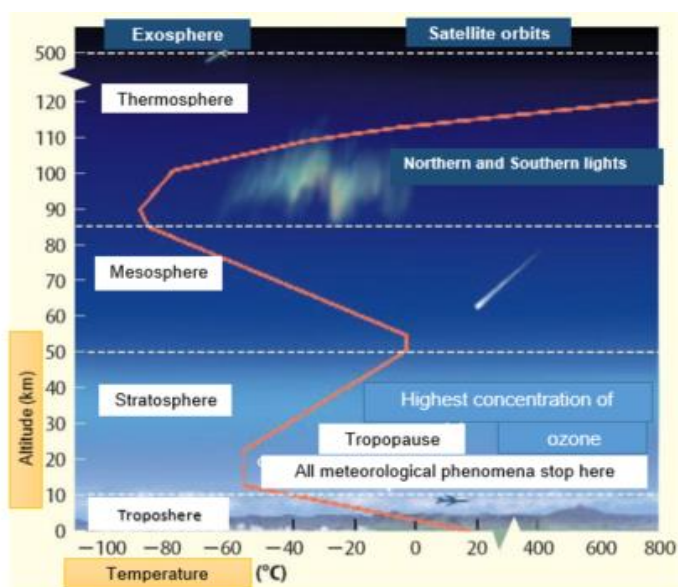 Exosphere
Satellite orbits
500
Thermosphere
120
110
100
Northern and Southern lights
90
80
Mesosphere
70
60
50
40
Stratosphere
Highest concentration of
30
Tropopause
ozone
20
All meteorological phenomena stop here
10
Troposhere
0
Altitude (km)
−100 −80 −60 −40 −20 0 20 400 600 800
Temperature (°C)